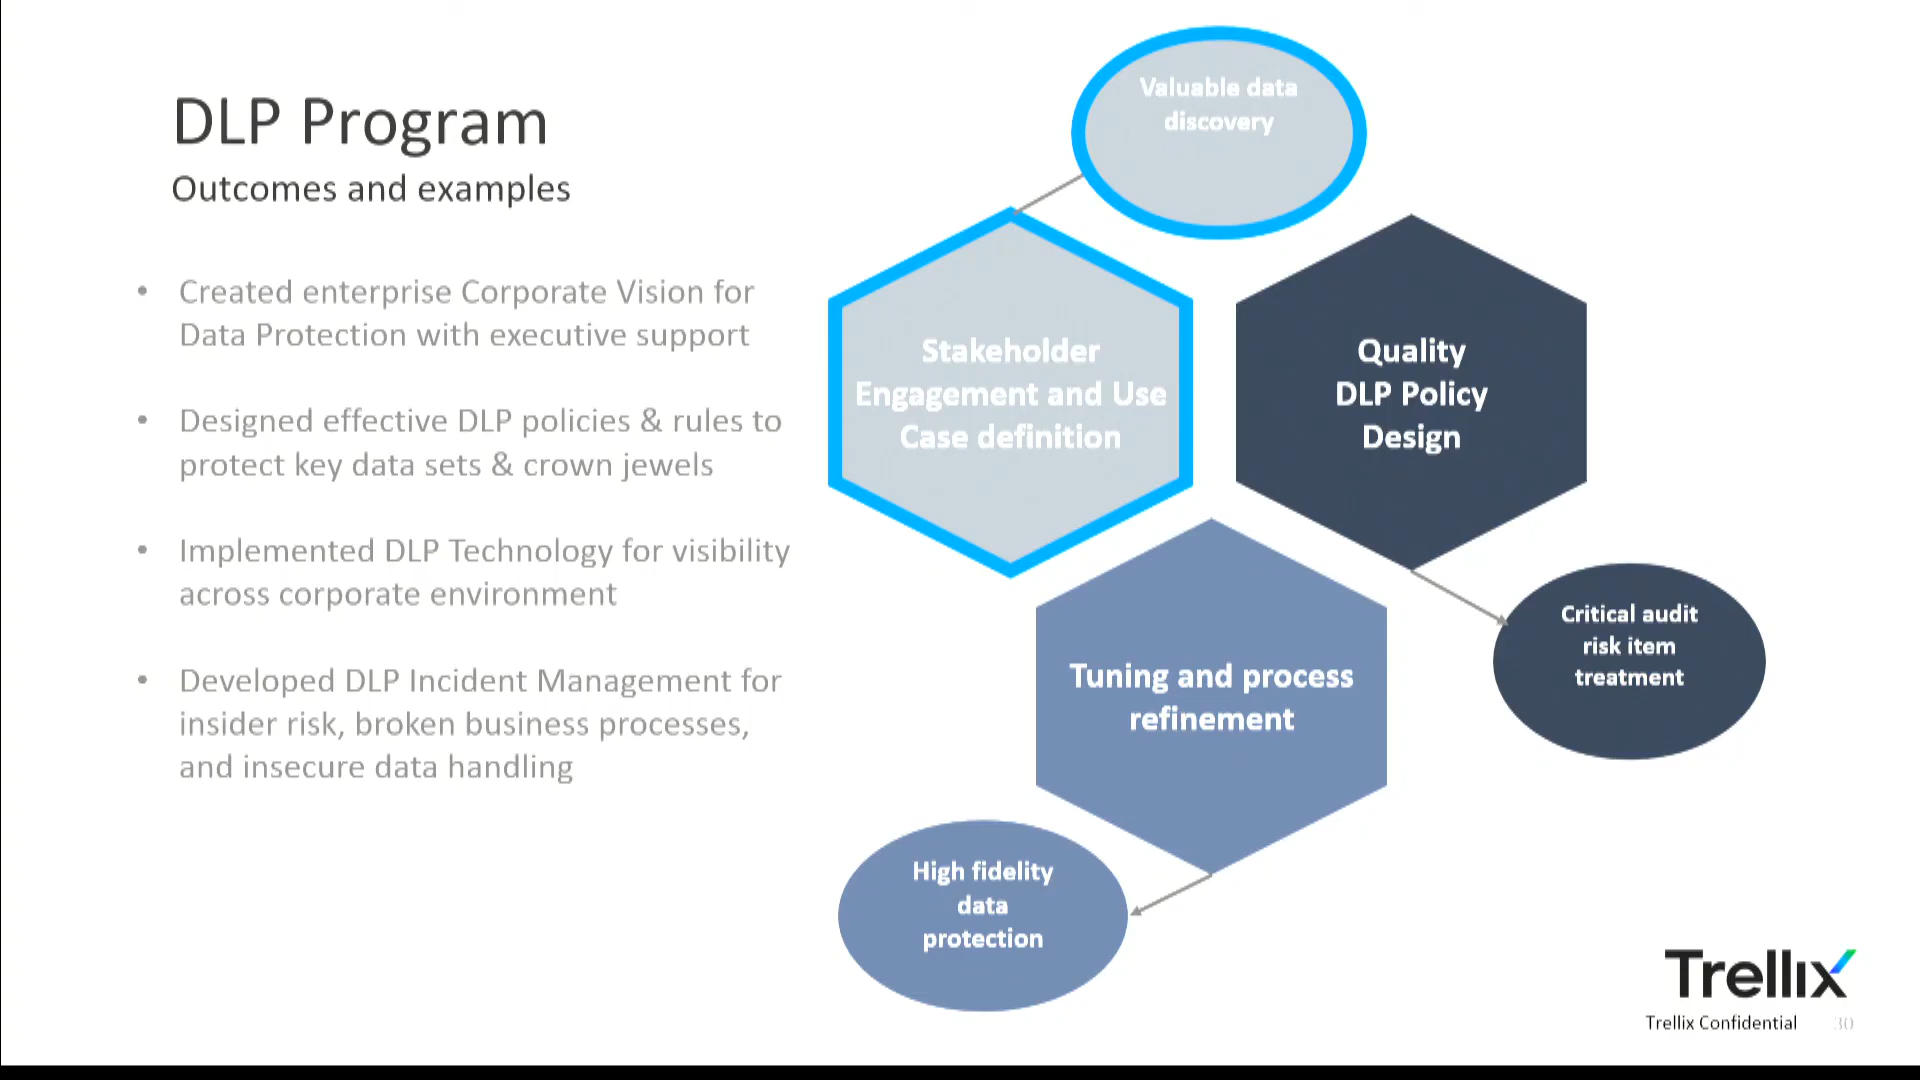 DLP Program
Outcomes and examples
• Created enterprise Corporate Vision for
Data Protection with executive support
• Designed effective DLP policies & rules to
protect key data sets & crown jewels
• Implemented DLP Technology for visibility
across corporate environment
• Developed DLP Incident Management for
insider risk, broken business processes,
and insecure data handling
Valuable data
discovery
Stakeholder
Engagement and Use
Case definition
Quality
DLP Policy
Design
Critical audit
risk item
treatment
Tuning and process
refinement
High fidelity
data
protection
Trellix
Trellix Confidential
30